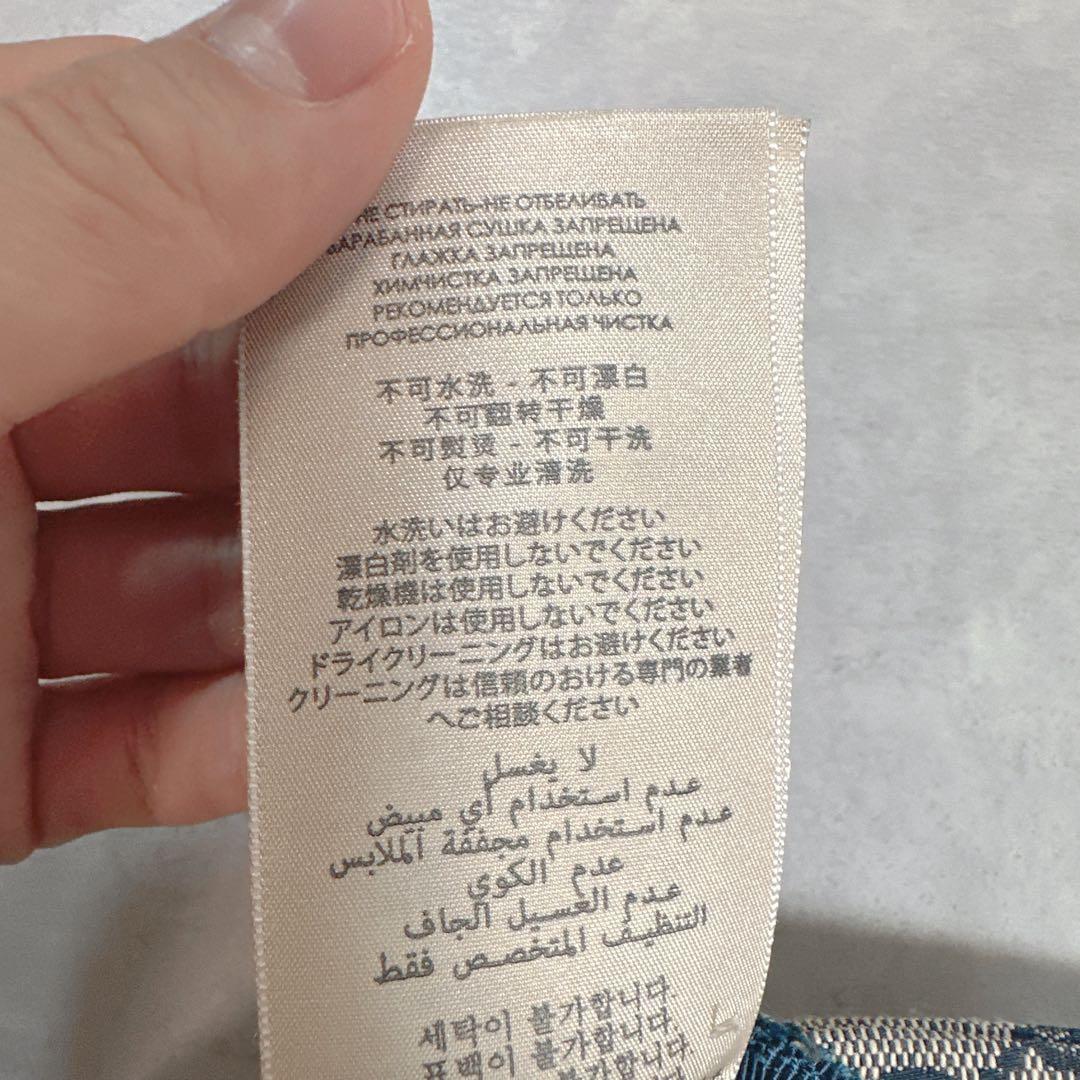 НЕ СТИРАТЬ-НЕ ОТБЕЛИВАТЬ
БАРАБАННАЯ СУШКА ЗАПРЕЩЕНА
ГЛАЖКА ЗАПРЕЩЕНА
ХИМЧИСТКА ЗАПРЕЩЕНА
РЕКОМЕНДУЕТСЯ ТОЛЬКО
ПРОФЕССИОНАЛЬНАЯ ЧИСТКА
不可水洗 - 不可漂白
不可翻转干燥
不可熨烫 - 不可干洗
仅专业清洗
水洗いはお避けください
漂白剤を使用しないでください
乾燥機は使用しないでください
アイロンは使用しないでください
ドライクリーニングはお避けください
クリーニングは信頼のおける専門の業者
へご相談ください
لا يغسل
عدم استخدام أي مبيض
عدم استخدام مجففة الملابس
عدم الكوي
عدم الغسيل الجاف
التنظيف المتخصص فقط
세탁이 불가합니다.
표백이 불가합니다.
불가합니다.